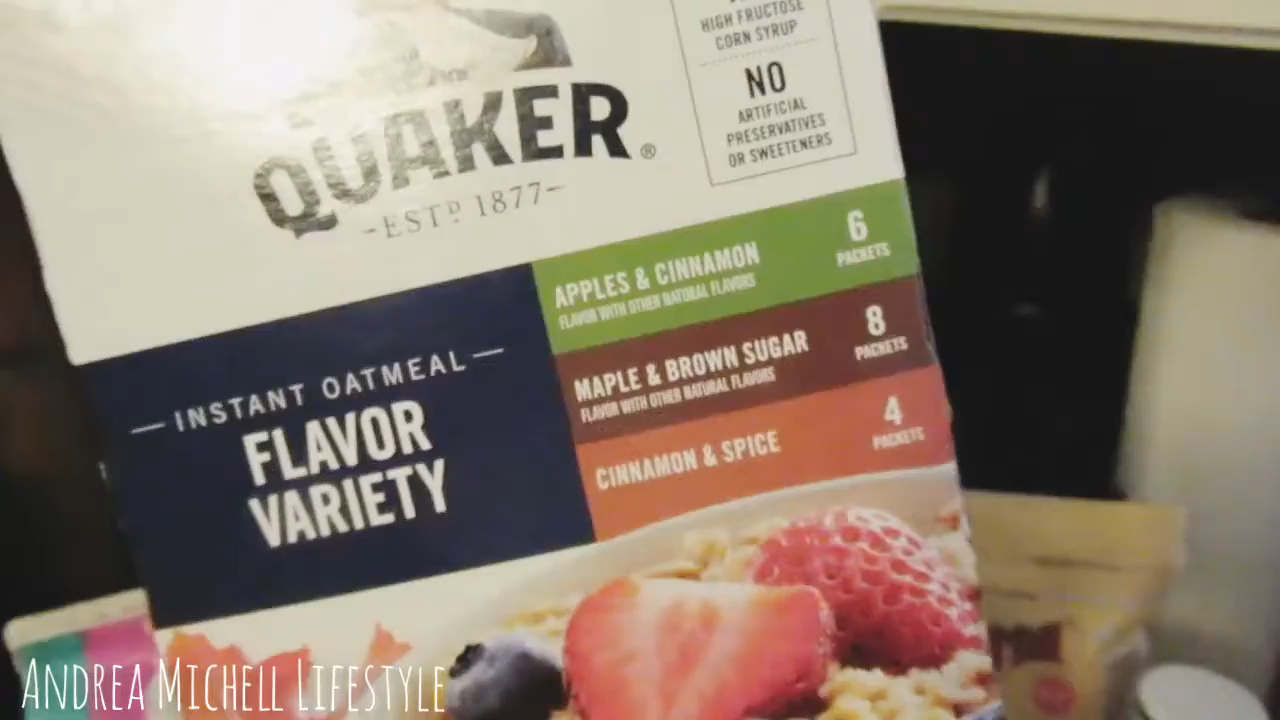 HIGH FRUCTOSE
CORN SYRUP
NO
ARTIFICIAL
PRESERVATIVES
OR SWEETENERS
QUAKER®
-ESTD 1877-
APPLES & CINNAMON
FLAVOR WITH OTHER NATURAL FLAVORS
6
PACKETS
MAPLE & BROWN SUGAR
FLAVOR WITH OTHER NATURAL FLAVORS
8
PACKETS
CINNAMON & SPICE
4
PACKETS
— INSTANT OATMEAL —
FLAVOR
VARIETY
ANDREA MICHELL LIFESTYLE